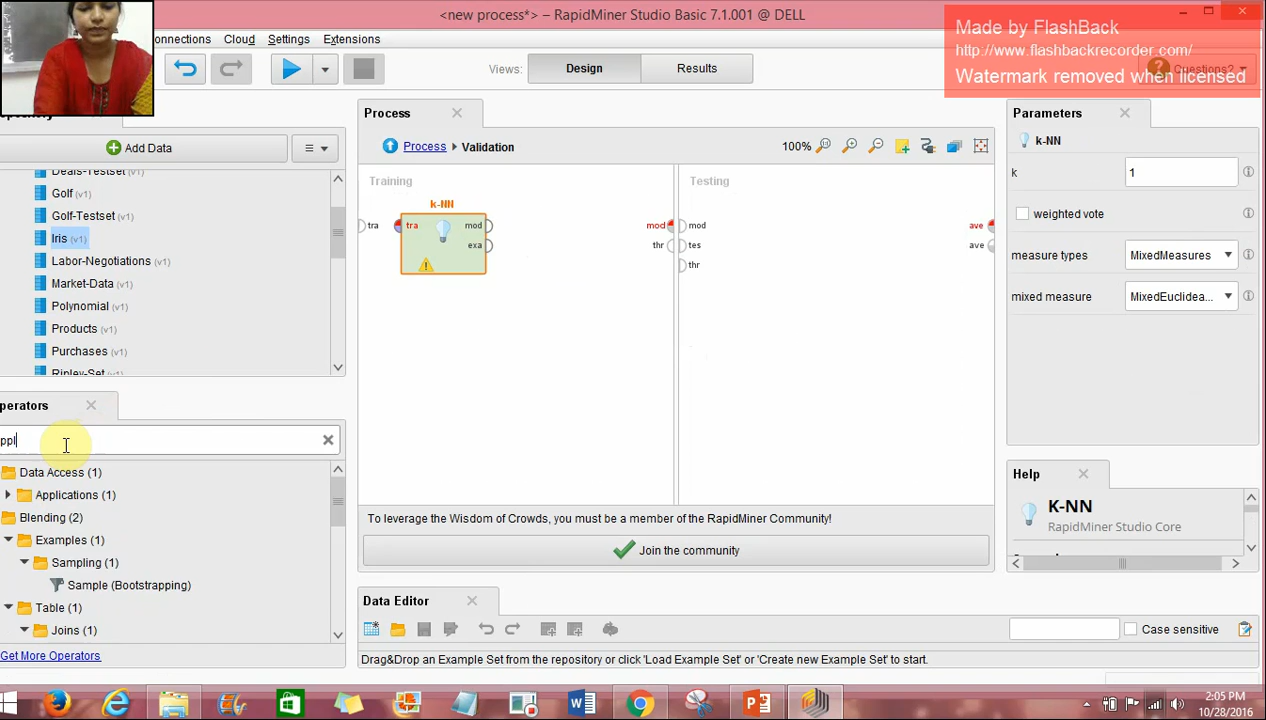 <new process*> – RapidMiner Studio Basic 7.1.001 @ DELL
Made by FlashBack
http://www.flashbackrecorder.com/
Watermark removed when licensed
onnections Cloud Settings Extensions
Views: Design Results
Questions?
Add Data
Deals-Testset (v1)
Golf (v1)
Golf-Testset (v1)
Iris (v1)
Labor-Negotiations (v1)
Market-Data (v1)
Polynomial (v1)
Products (v1)
Purchases (v1)
Ripley-Set (v1)
perators
ppl
Data Access (1)
Applications (1)
Blending (2)
Examples (1)
Sampling (1)
Sample (Bootstrapping)
Table (1)
Joins (1)
Get More Operators
Process
Process Validation
100%
Training
Testing
k-NN
tra tra mod
exa
mod mod
thr tes
thr
ave
ave
To leverage the Wisdom of Crowds, you must be a member of the RapidMiner Community!
Join the community
Data Editor
Case sensitive
Drag&Drop an Example Set from the repository or click 'Load Example Set' or 'Create new Example Set' to start.
Parameters
k-NN
k 1
weighted vote
measure types MixedMeasures
mixed measure MixedEuclidea...
Help
K-NN
RapidMiner Studio Core
2:05 PM
10/28/2016